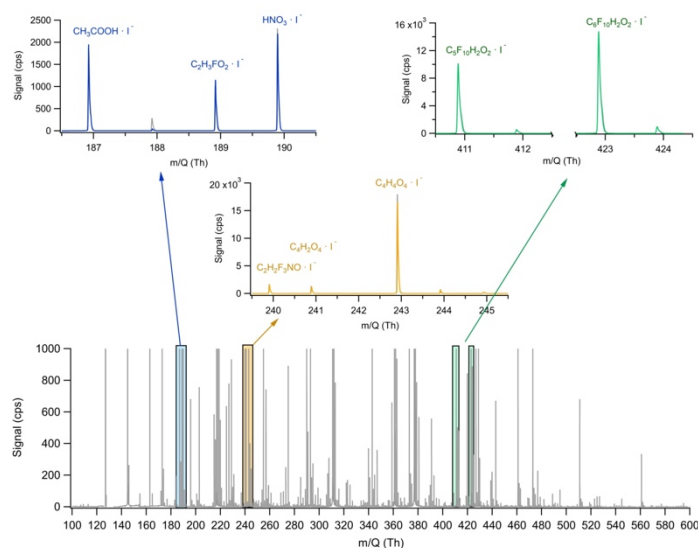 CH₃COOH · I⁻
C₂H₃FO₂ · I⁻
HNO₃ · I⁻
2500
2000
1500
1000
500
0
Signal (cps)
187 188 189 190
m/Q (Th)
C₅F₁₀H₂O₂ · I⁻
C₆F₁₀H₂O₂ · I⁻
16 x10³
12
8
4
0
Signal (cps)
411 412
m/Q (Th)
423 424
m/Q (Th)
C₄H₄O₄ · I⁻
C₄H₂O₄ · I⁻
C₂H₂F₃NO · I⁻
20 x10³
15
10
5
0
Signal (cps)
240 241 242 243 244 245
m/Q (Th)
1000
800
600
400
200
0
Signal (cps)
100 120 140 160 180 200 220 240 260 280 300 320 340 360 380 400 420 440 460 480 500 520 540 560 580 600
m/Q (Th)